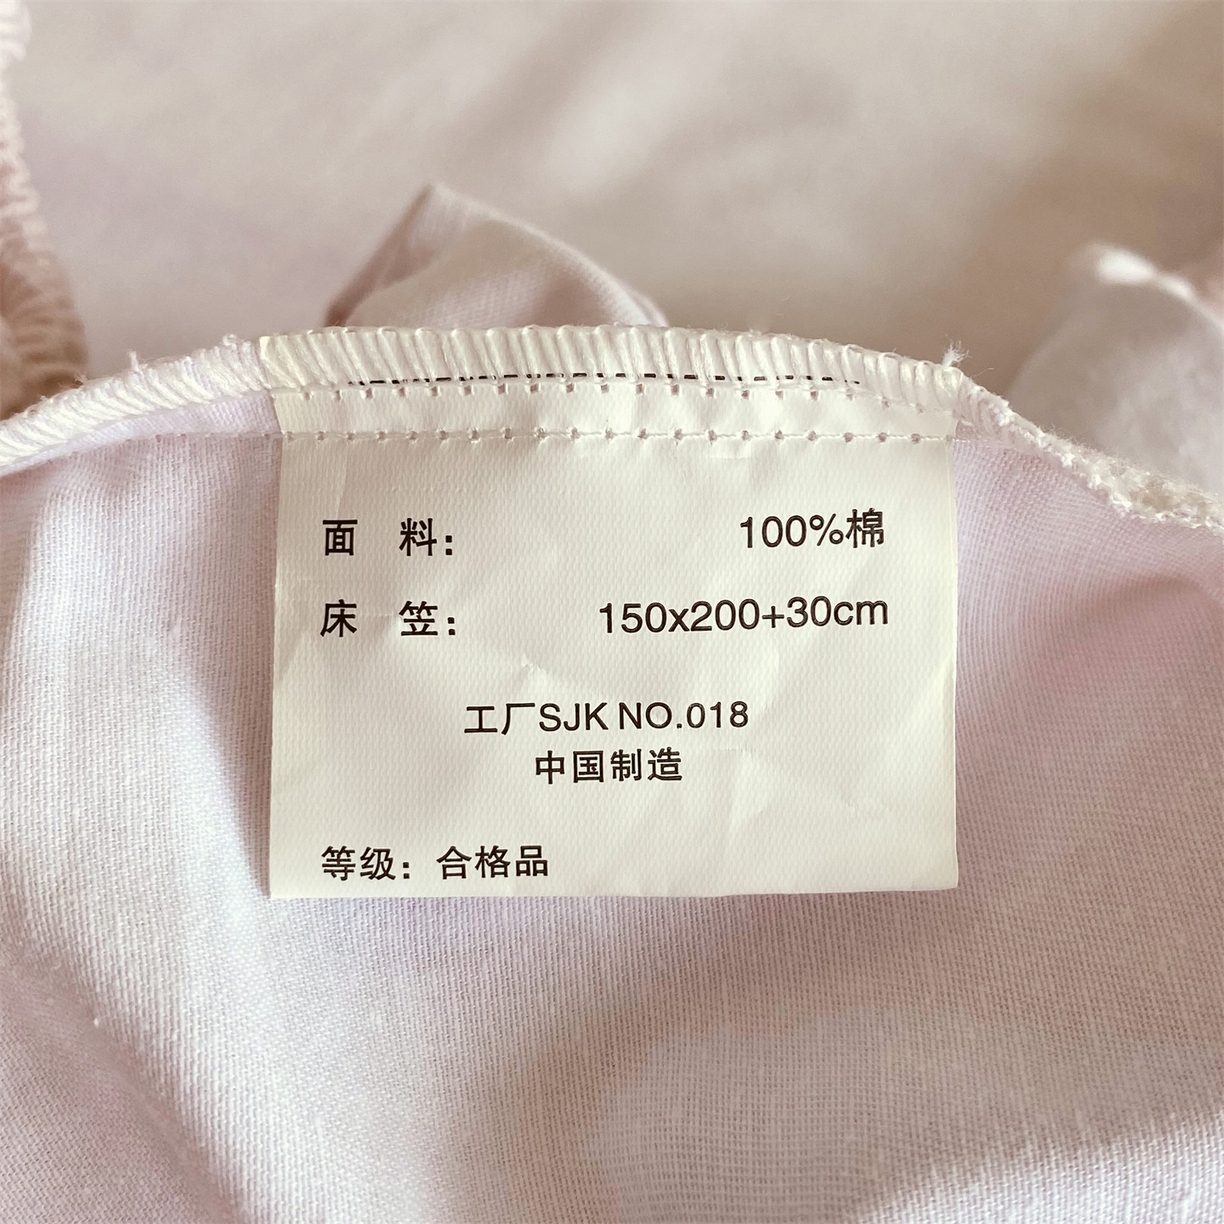 面 料： 100%棉
床 笠： 150x200+30cm
工厂SJK NO.018
中国制造
等级：合格品